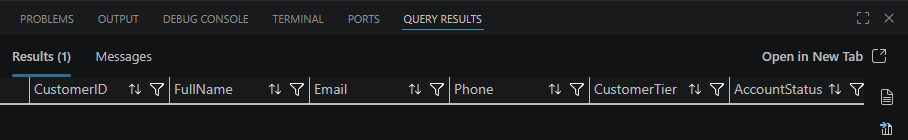 PROBLEMS OUTPUT DEBUG CONSOLE TERMINAL PORTS QUERY RESULTS
Results (1) Messages Open in New Tab
CustomerID FullName Email Phone CustomerTier AccountStatus